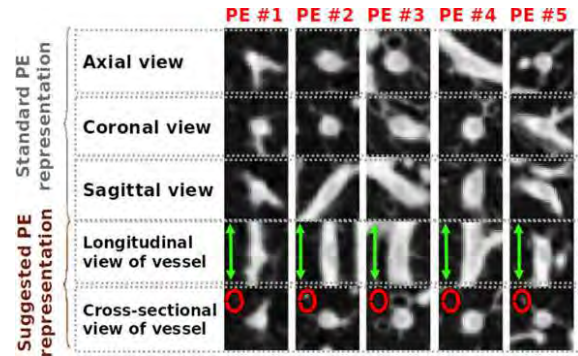 PE #1 PE #2 PE #3 PE #4 PE #5
Standard PE
representation
Axial view
Coronal view
Sagittal view
Suggested PE
representation
Longitudinal
view of vessel
Cross-sectional
view of vessel